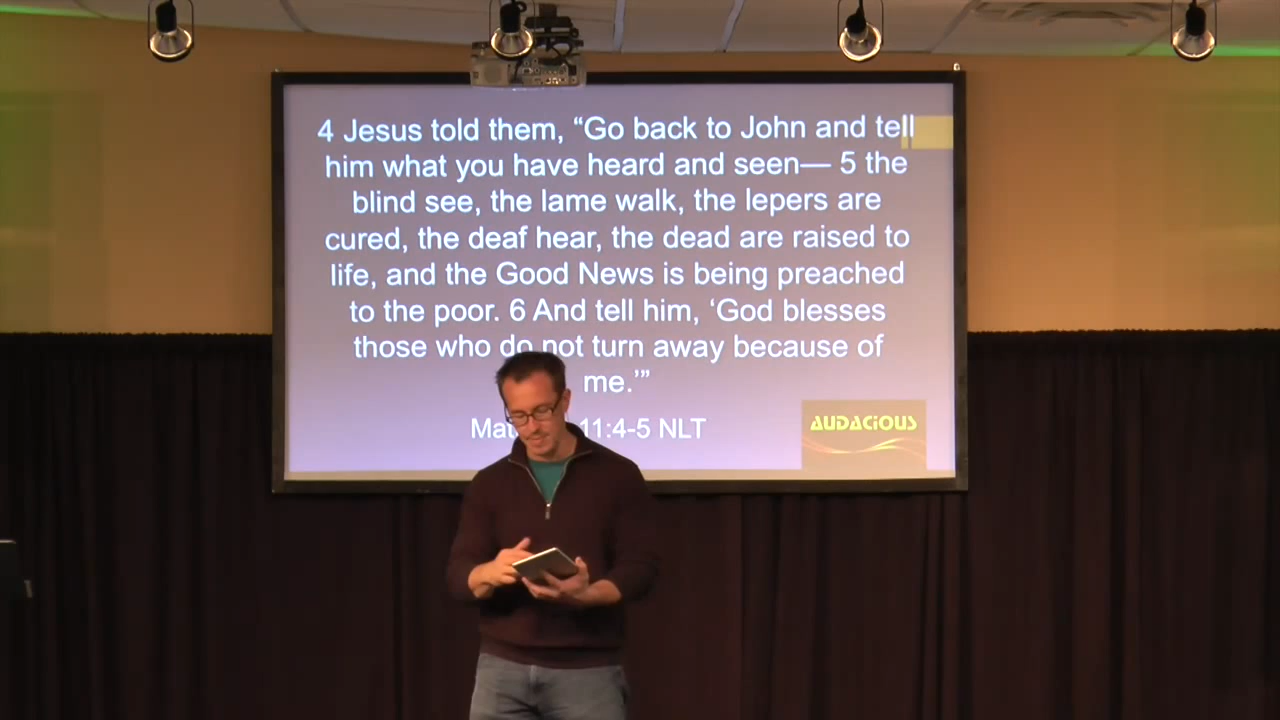 4 Jesus told them, “Go back to John and tell
him what you have heard and seen— 5 the
blind see, the lame walk, the lepers are
cured, the deaf hear, the dead are raised to
life, and the Good News is being preached
to the poor. 6 And tell him, ‘God blesses
those who do not turn away because of
me.’”
11:4-5 NLT
AUDACIOUS